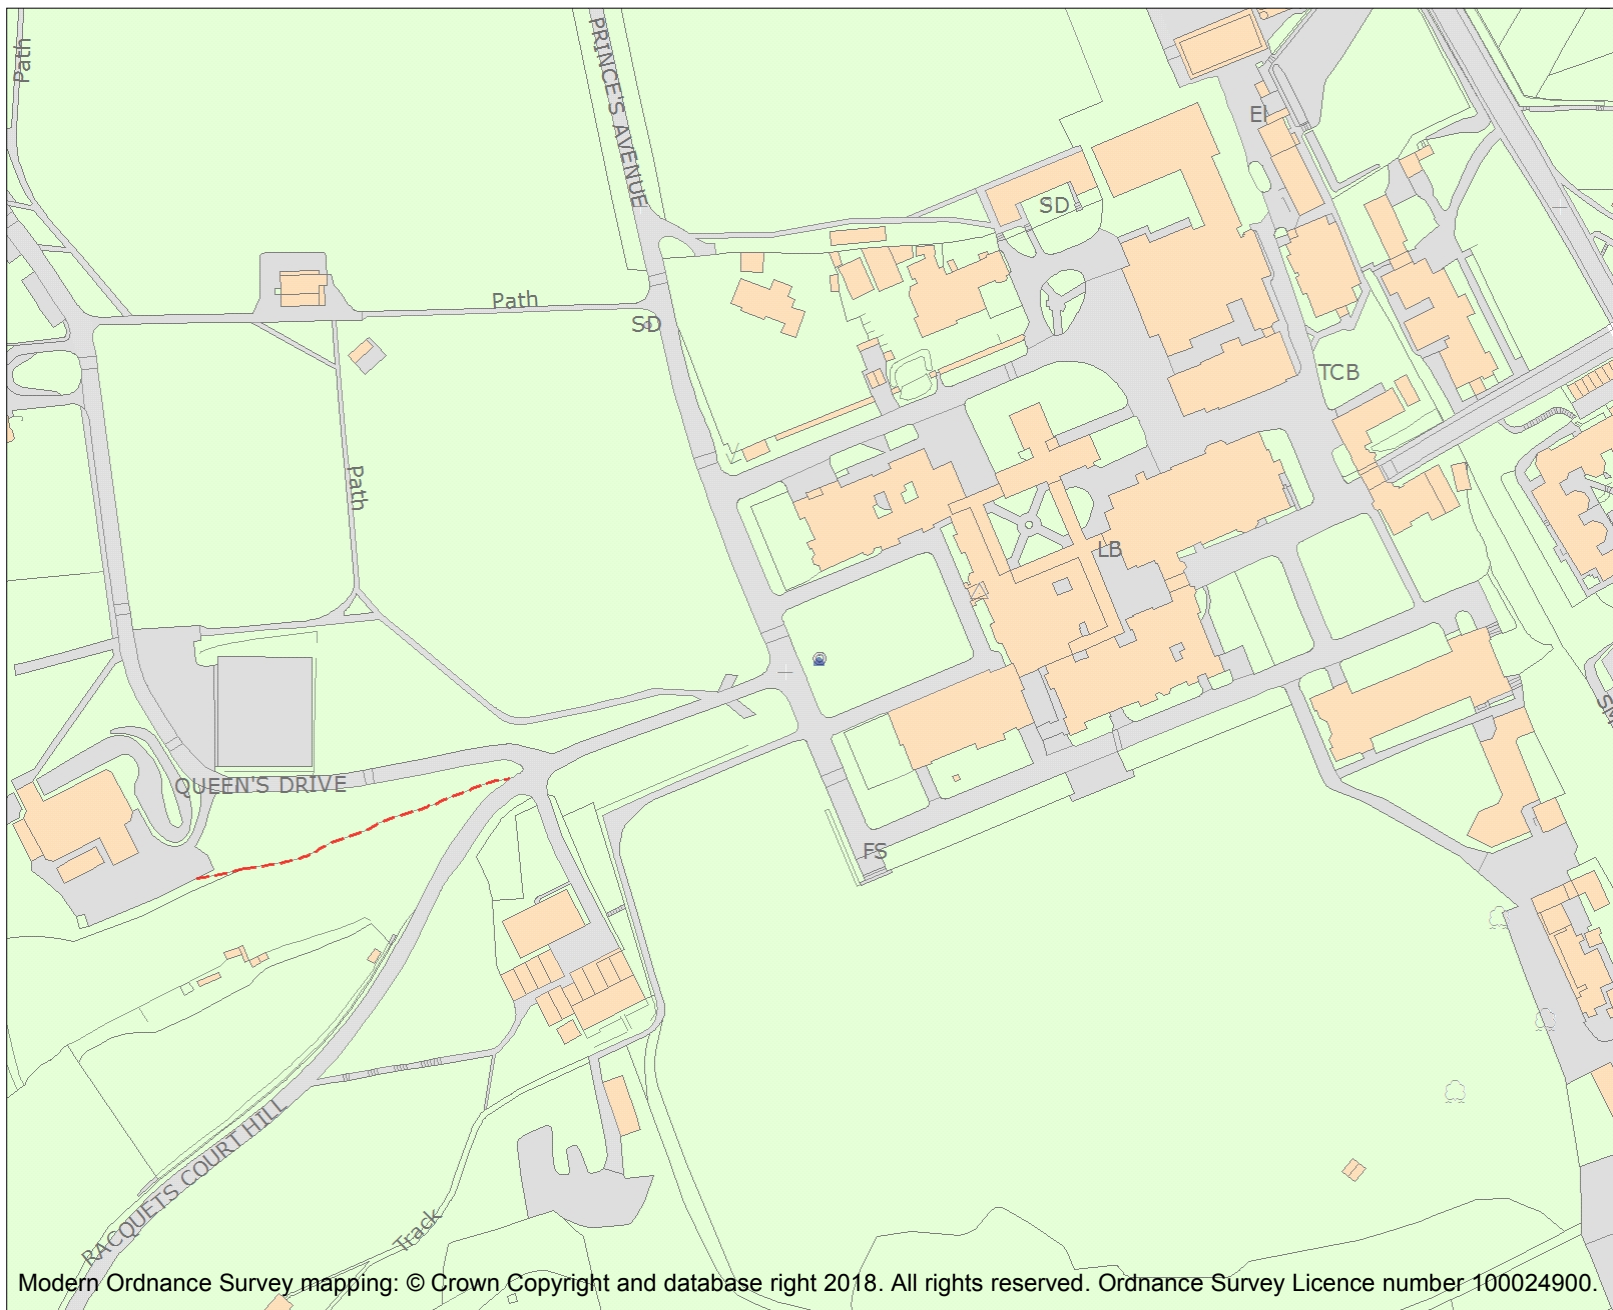 Path
PRINCE'S AVENUE
El
SD
Path
SD
TCB
Path
LB
QUEEN'S DRIVE
FS
RACQUETS COURT HILL
Track
Modern Ordnance Survey mapping: © Crown Copyright and database right 2018. All rights reserved. Ordnance Survey Licence number 100024900.